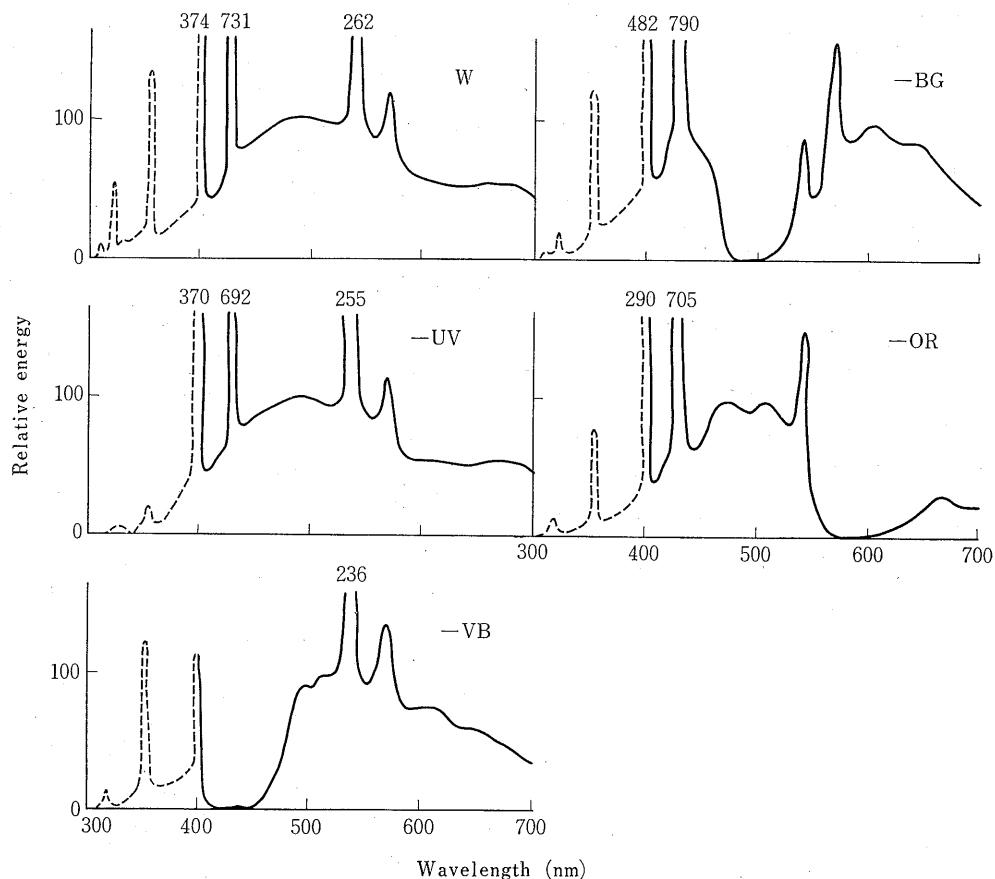 374 731 262
W
100
0
482 790
—BG
370 692 255
—UV
100
0
290 705
—OR
300 400 500 600 700
236
—VB
100
0
300 400 500 600 700
Relative energy
Wavelength (nm)